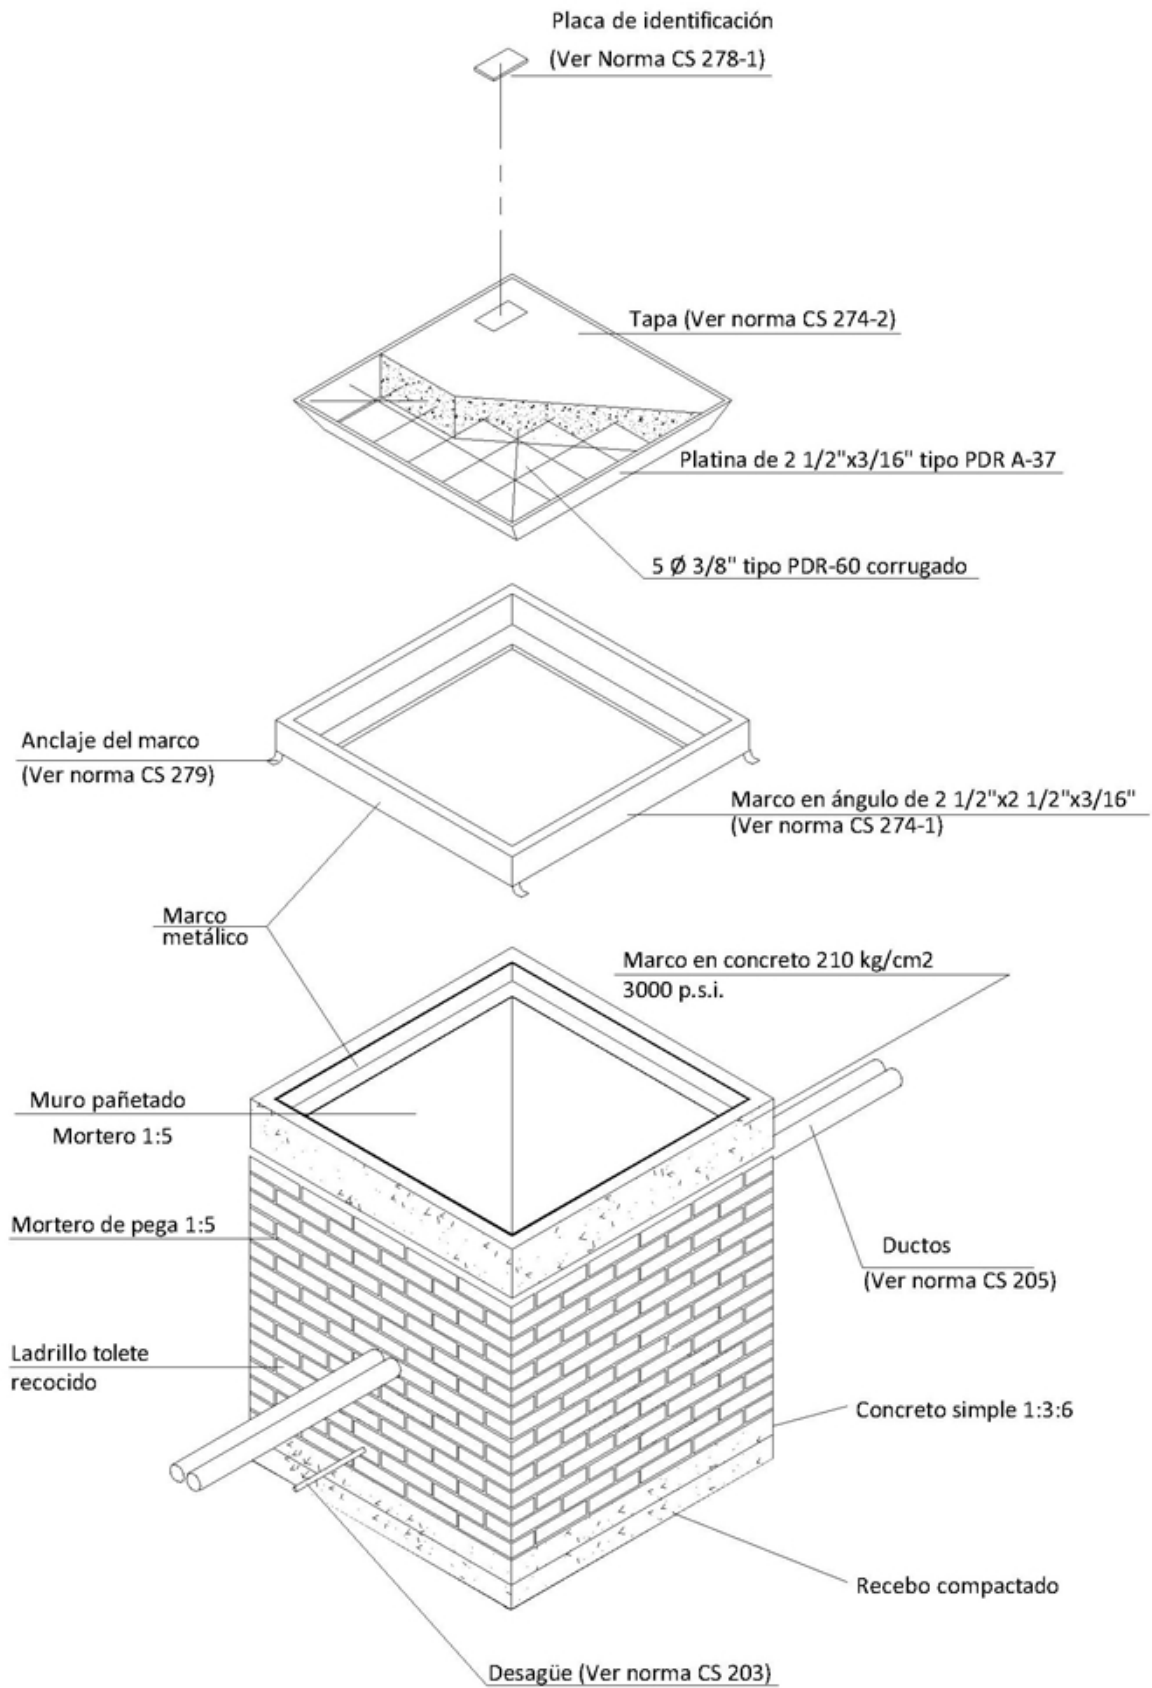 Placa de identificación
(Ver Norma CS 278-1)
Tapa (Ver norma CS 274-2)
Platina de 2 1/2"x3/16" tipo PDR A-37
5 Ø 3/8" tipo PDR-60 corrugado
Anclaje del marco
(Ver norma CS 279)
Marco en ángulo de 2 1/2"x2 1/2"x3/16"
(Ver norma CS 274-1)
Marco
metálico
Marco en concreto 210 kg/cm2
3000 p.s.i.
Muro pañetado
Mortero 1:5
Mortero de pega 1:5
Ductos
(Ver norma CS 205)
Ladrillo tolete
recocido
Concreto simple 1:3:6
Recebo compactado
Desagüe (Ver norma CS 203)